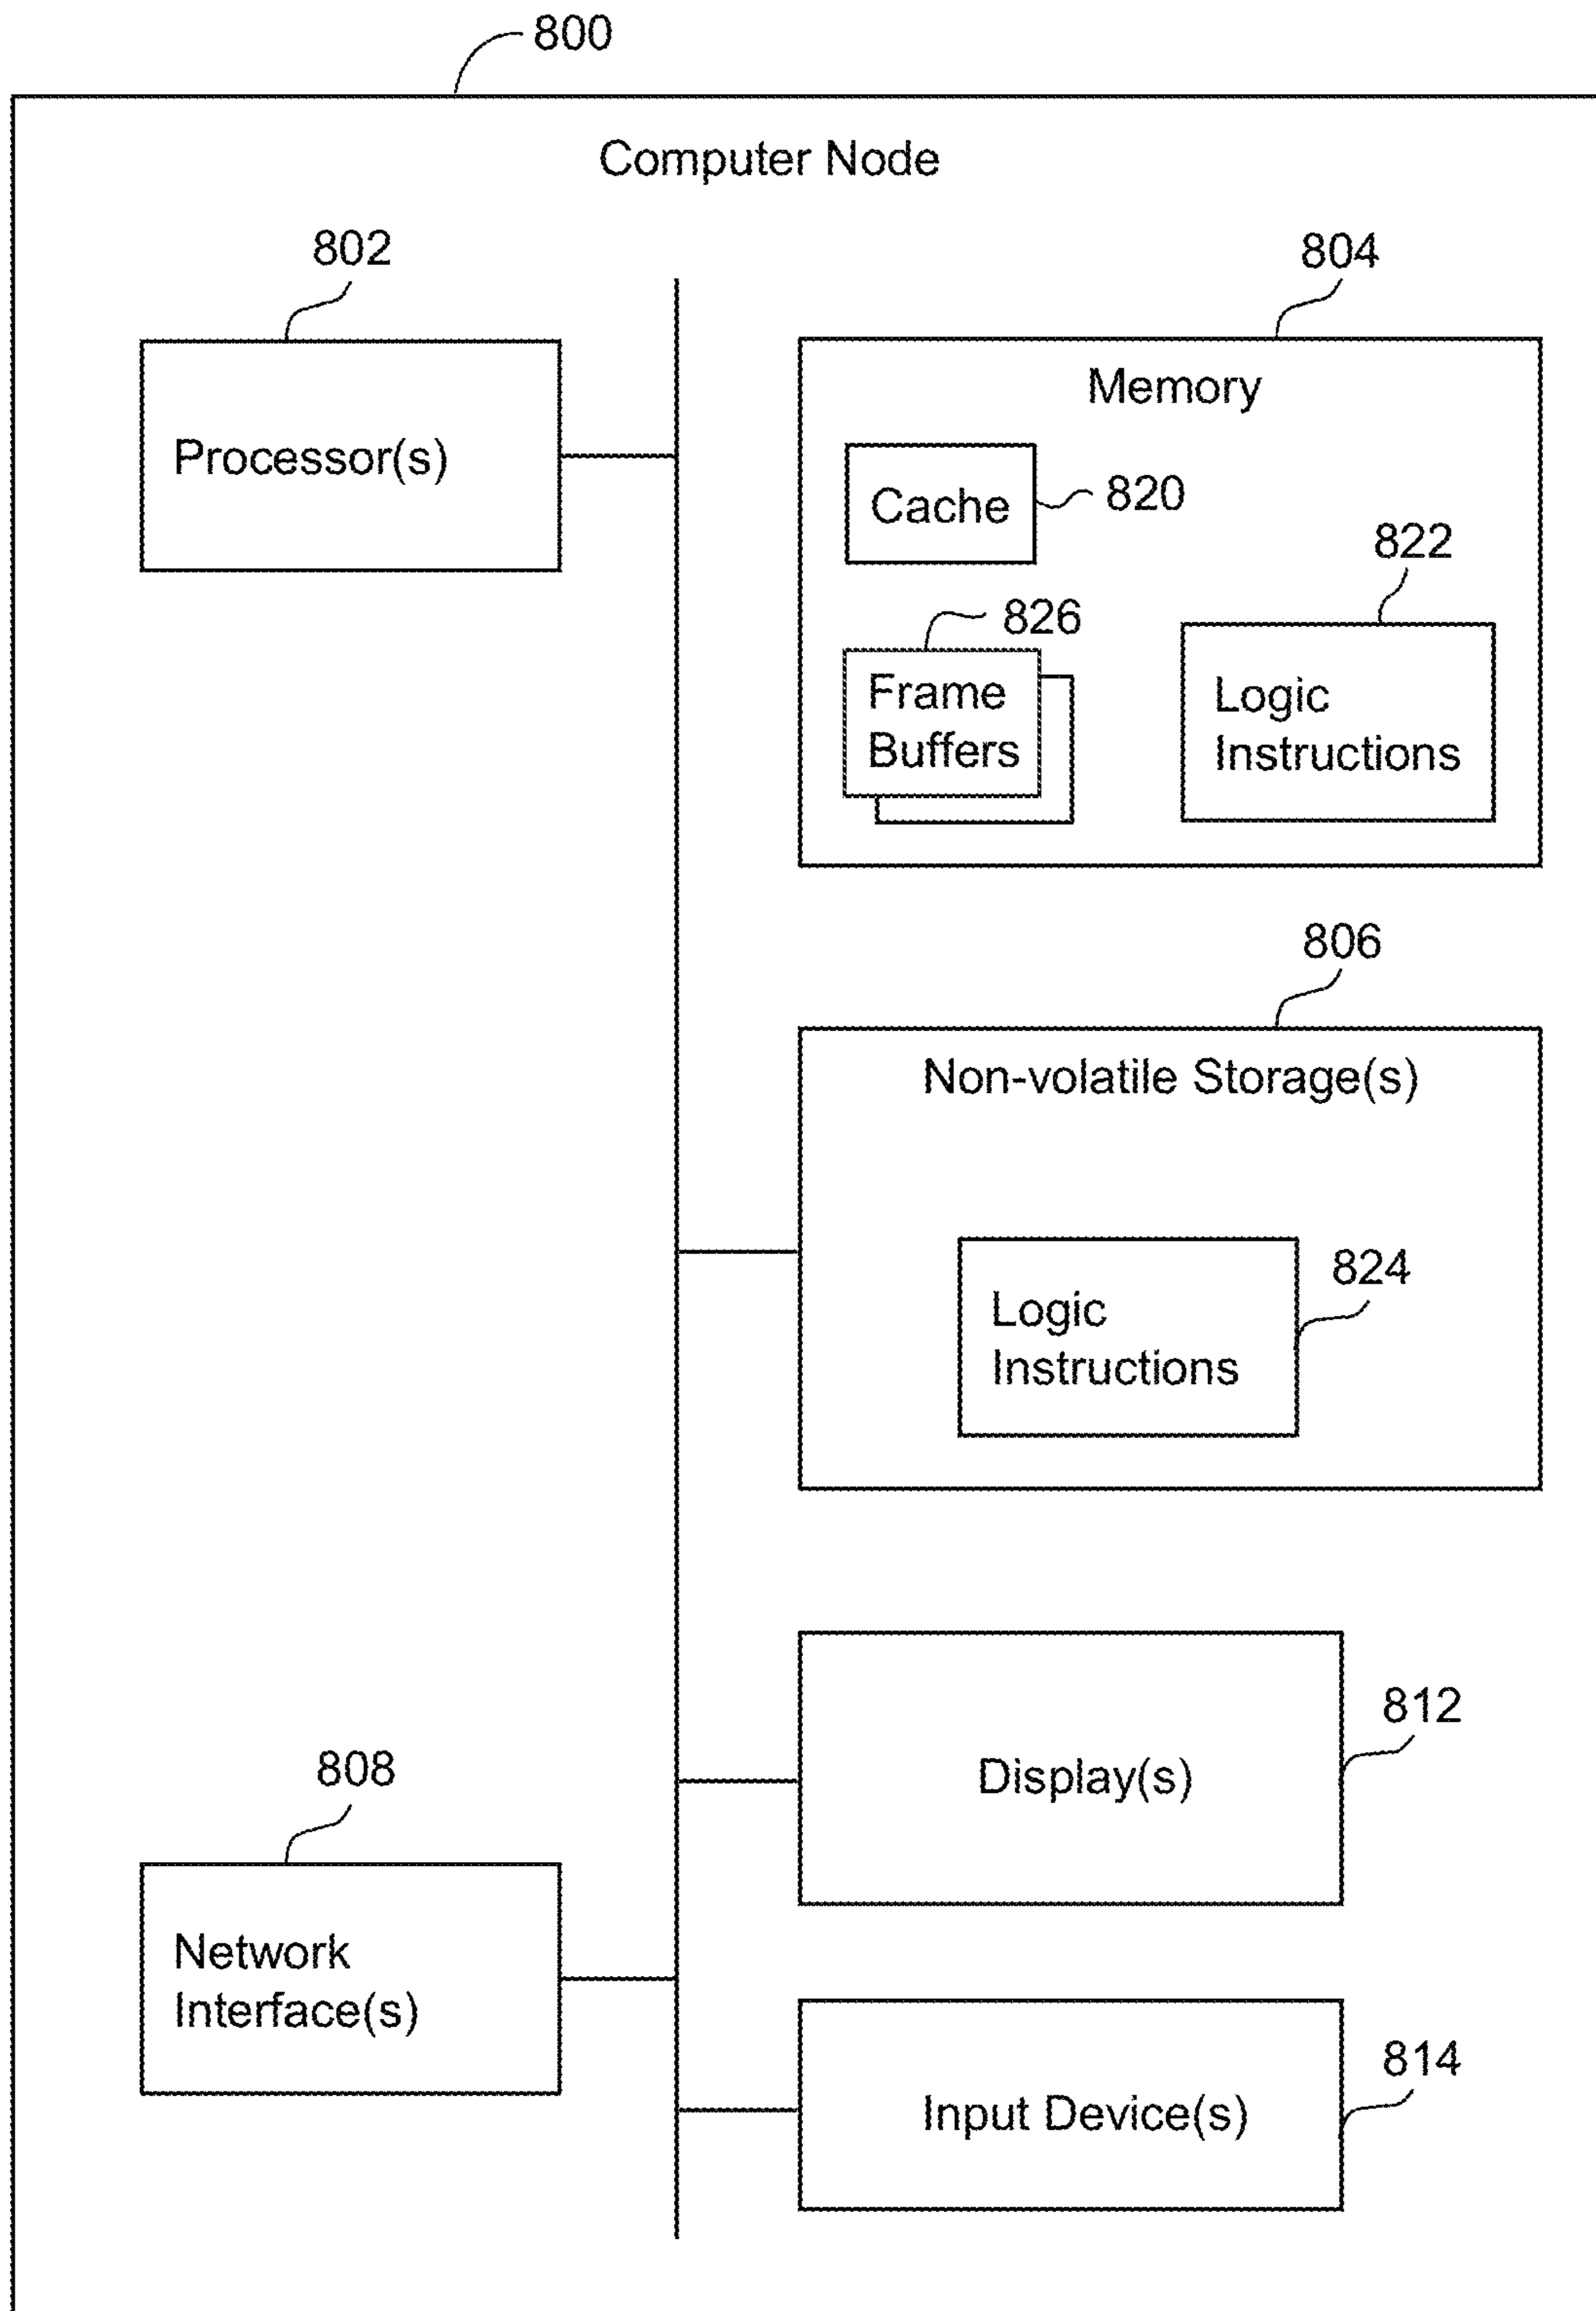 800
Computer Node
802
Processor(s)
804
Memory
Cache
820
826
Frame
Buffers
822
Logic
Instructions
806
Non-volatile Storage(s)
824
Logic
Instructions
812
Display(s)
808
Network
Interface(s)
814
Input Device(s)